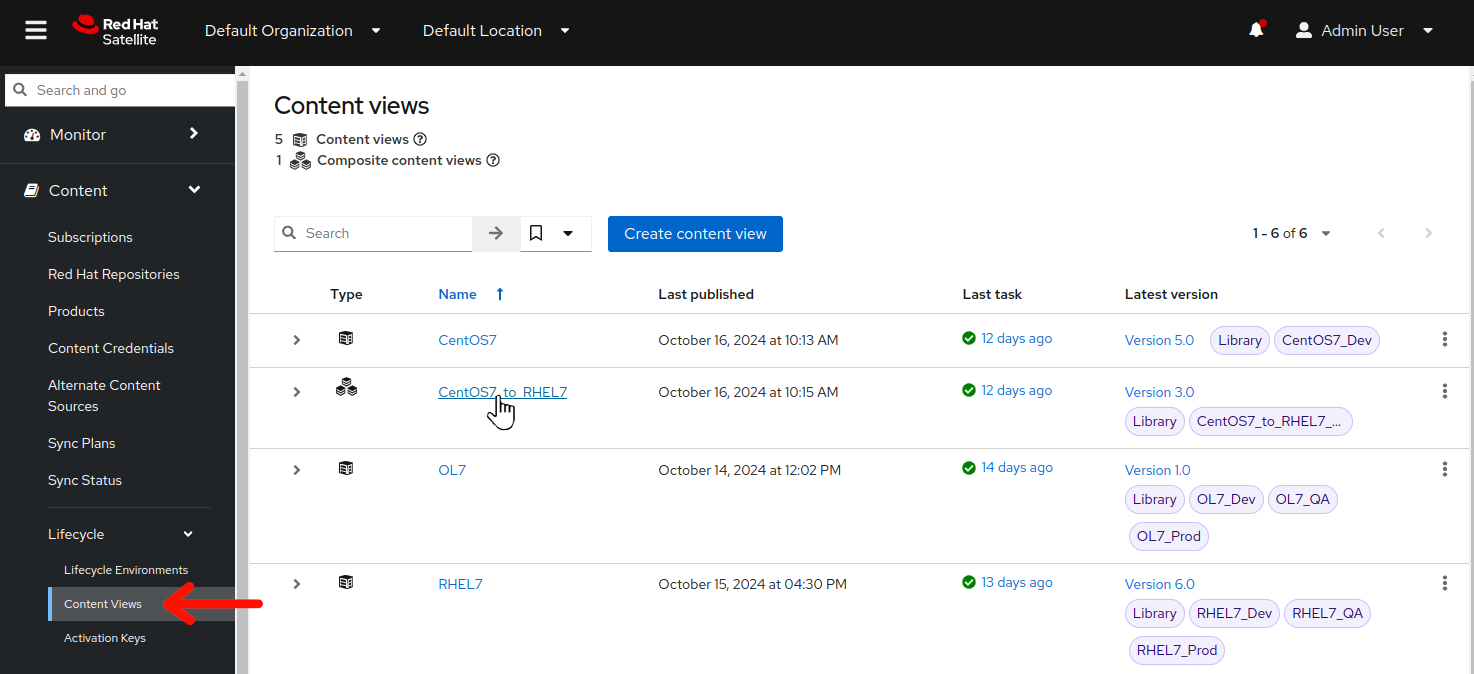 Red Hat
Satellite
Default Organization
Default Location
Admin User
Search and go
Monitor
Content
Subscriptions
Red Hat Repositories
Products
Content Credentials
Alternate Content
Sources
Sync Plans
Sync Status
Lifecycle
Lifecycle Environments
Content Views
Activation Keys
Content views
5 Content views
1 Composite content views
Search
Create content view
1 - 6 of 6
Type Name Last published Last task Latest version
CentOS7 October 16, 2024 at 10:13 AM 12 days ago Version 5.0 Library CentOS7_Dev
CentOS7_to_RHEL7 October 16, 2024 at 10:15 AM 12 days ago Version 3.0
Library CentOS7_to_RHEL7_...
OL7 October 14, 2024 at 12:02 PM 14 days ago Version 1.0
Library OL7_Dev OL7_QA
OL7_Prod
RHEL7 October 15, 2024 at 04:30 PM 13 days ago Version 6.0
Library RHEL7_Dev RHEL7_QA
RHEL7_Prod